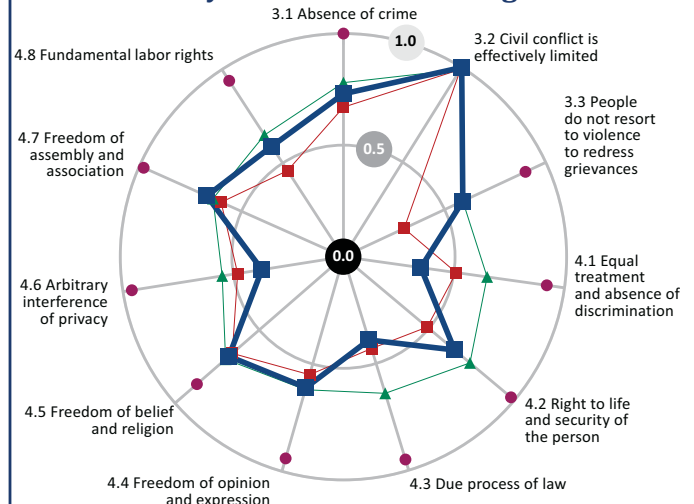 3.1 Absence of crime
1.0
3.2 Civil conflict is
effectively limited
4.8 Fundamental labor rights
3.3 People
do not resort
to violence
to redress
grievances
0.5
4.7 Freedom of
assembly and
association
0.0
4.1 Equal
treatment
and absence of
discrimination
4.6 Arbitrary
interference
of privacy
4.2 Right to life
and security of
the person
4.5 Freedom of belief
and religion
4.4 Freedom of opinion
and expression
4.3 Due process of law